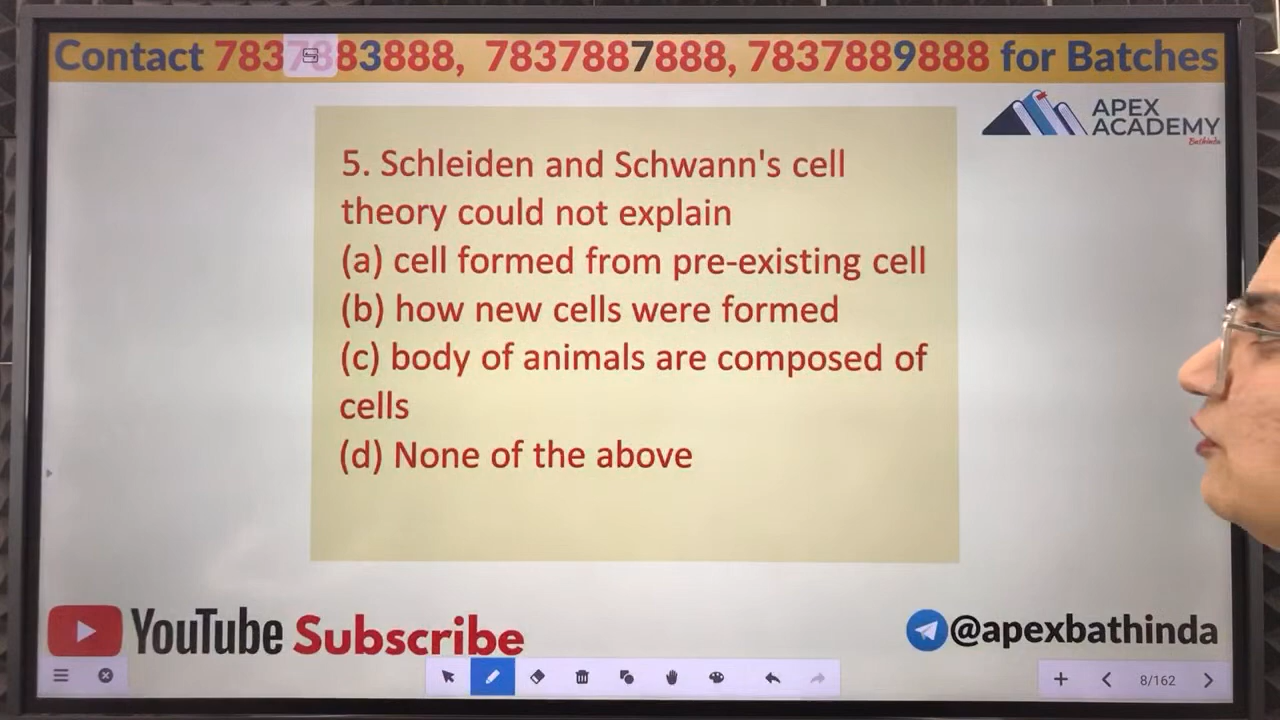 Contact 7837883888, 7837887888, 7837889888 for Batches
APEX
ACADEMY
Bathinda
5. Schleiden and Schwann's cell
theory could not explain
(a) cell formed from pre-existing cell
(b) how new cells were formed
(c) body of animals are composed of
cells
(d) None of the above
YouTube Subscribe
@apexbathinda
8/162